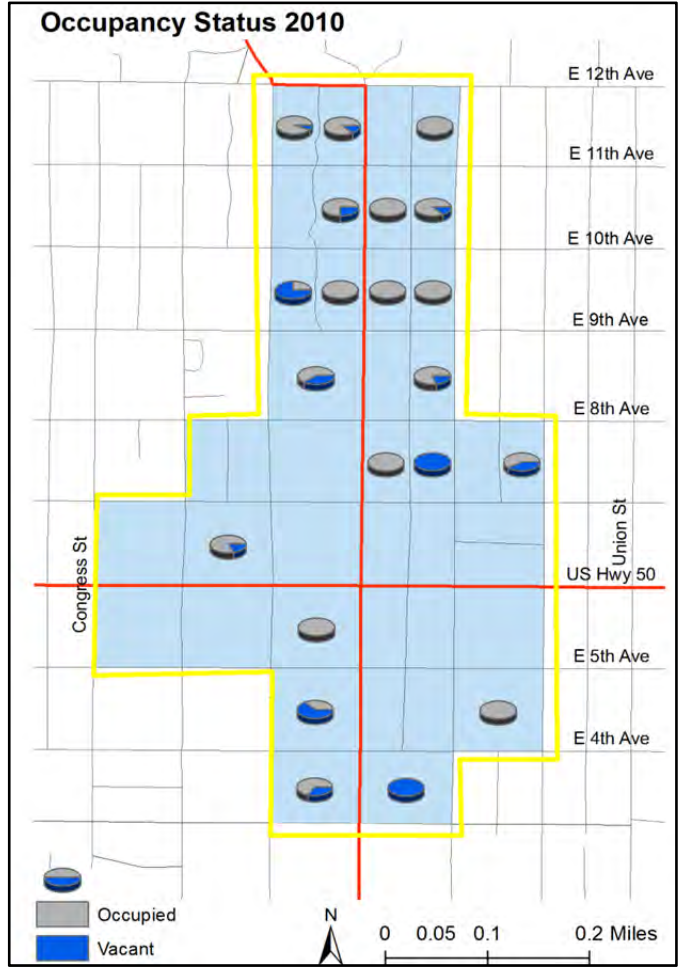 Occupancy Status 2010
E 12th Ave
E 11th Ave
E 10th Ave
E 9th Ave
E 8th Ave
Congress St
Union St
US Hwy 50
E 5th Ave
E 4th Ave
Occupied
Vacant
N
0 0.05 0.1 0.2 Miles